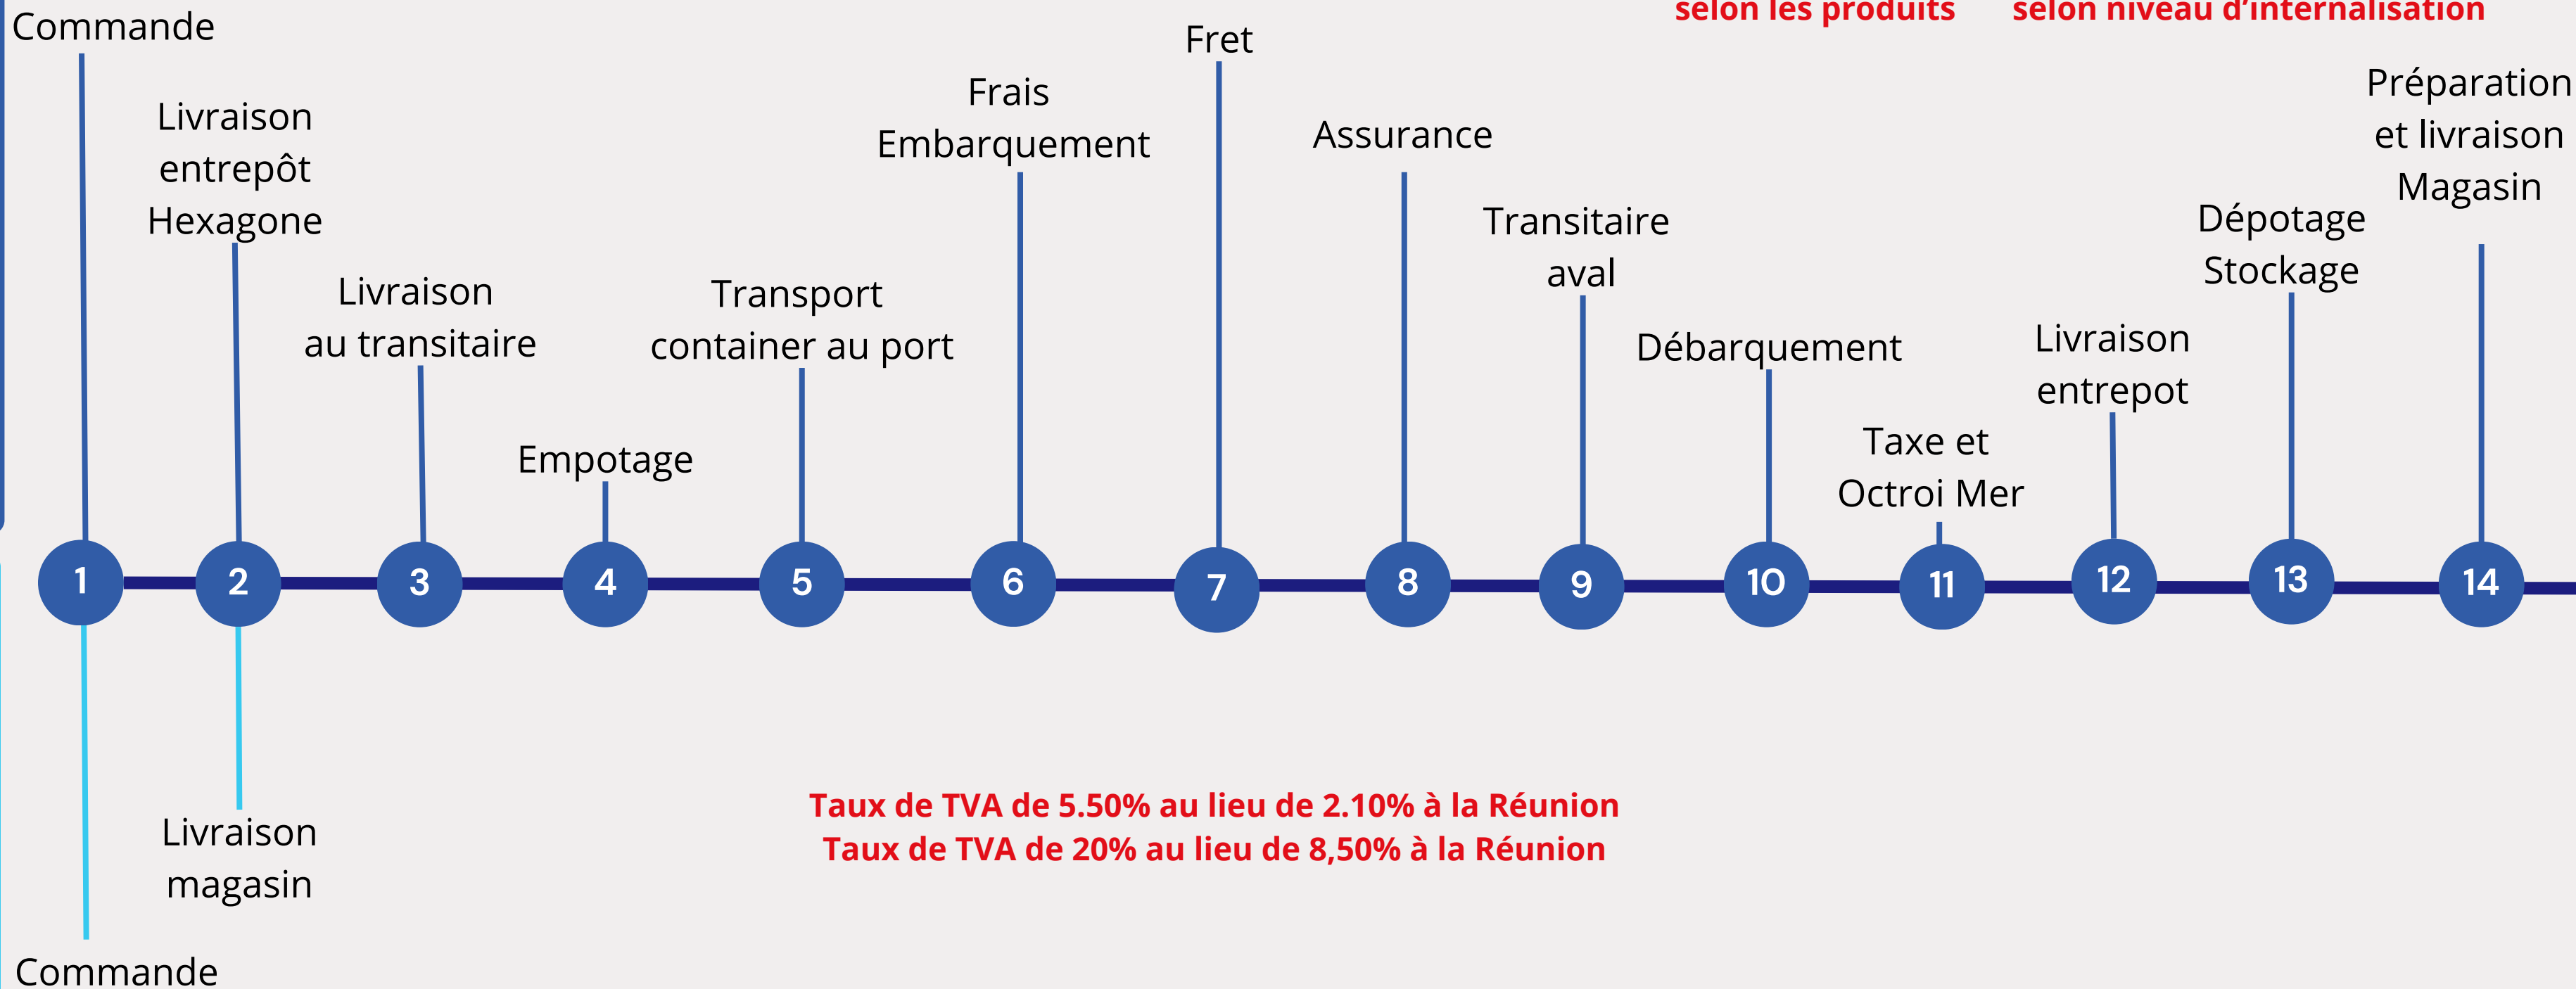 Commande
selon les produits
selon niveau d’internalisation
Livraison
entrepôt
Hexagone
Livraison
au transitaire
Empotage
Transport
container au port
Frais
Embarquement
Fret
Assurance
Transitaire
aval
Débarquement
Taxe et
Octroi Mer
Livraison
entrepot
Dépotage
Stockage
Préparation
et livraison
Magasin
1
2
3
4
5
6
7
8
9
10
11
12
13
14
Livraison
magasin
Commande
Taux de TVA de 5.50% au lieu de 2.10% à la Réunion
Taux de TVA de 20% au lieu de 8,50% à la Réunion